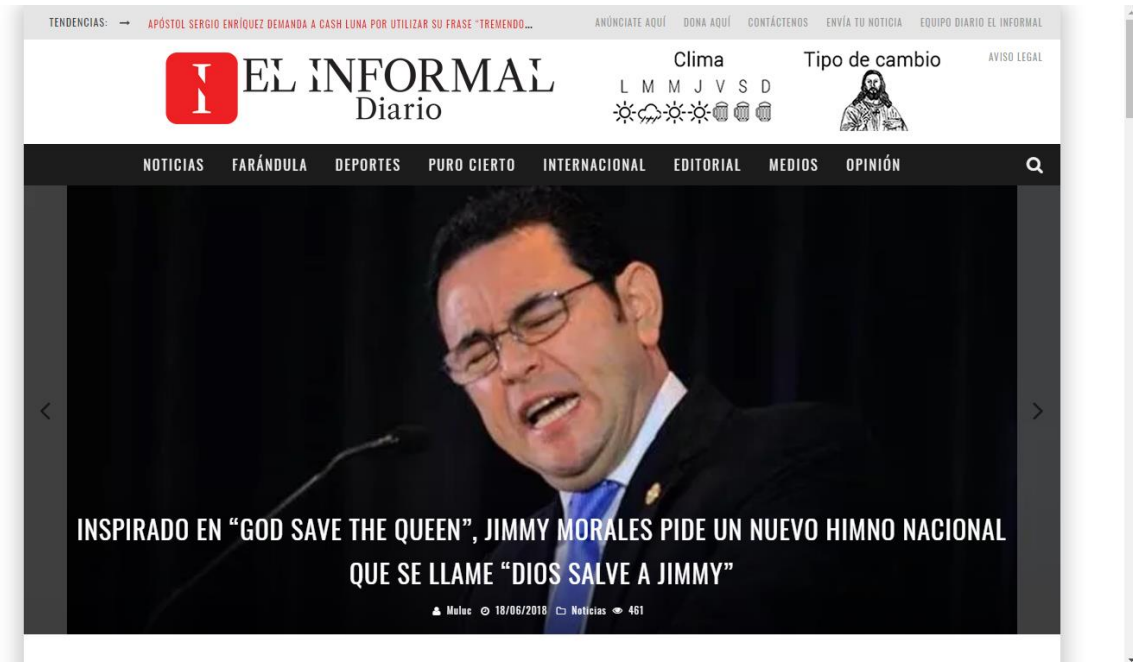 TENDENCIAS: → APÓSTOL SERGIO ENRÍQUEZ DEMANDA A CASH LUNA POR UTILIZAR SU FRASE "TREMENDO...
ANÚNCIATE AQUÍ DONA AQUÍ CONTÁCTENOS ENVÍA TU NOTICIA EQUIPO DIARIO EL INFORMAL
AVISO LEGAL
I EL INFORMAL
Diario
Clima
L M M J V S D
Tipo de cambio
NOTICIAS FARÁNDULA DEPORTES PURO CIERTO INTERNACIONAL EDITORIAL MEDIOS OPINIÓN
INSPIRADO EN “GOD SAVE THE QUEEN”, JIMMY MORALES PIDE UN NUEVO HIMNO NACIONAL
QUE SE LLAME “DIOS SALVE A JIMMY”
Muluc 18/06/2018 Noticias 461